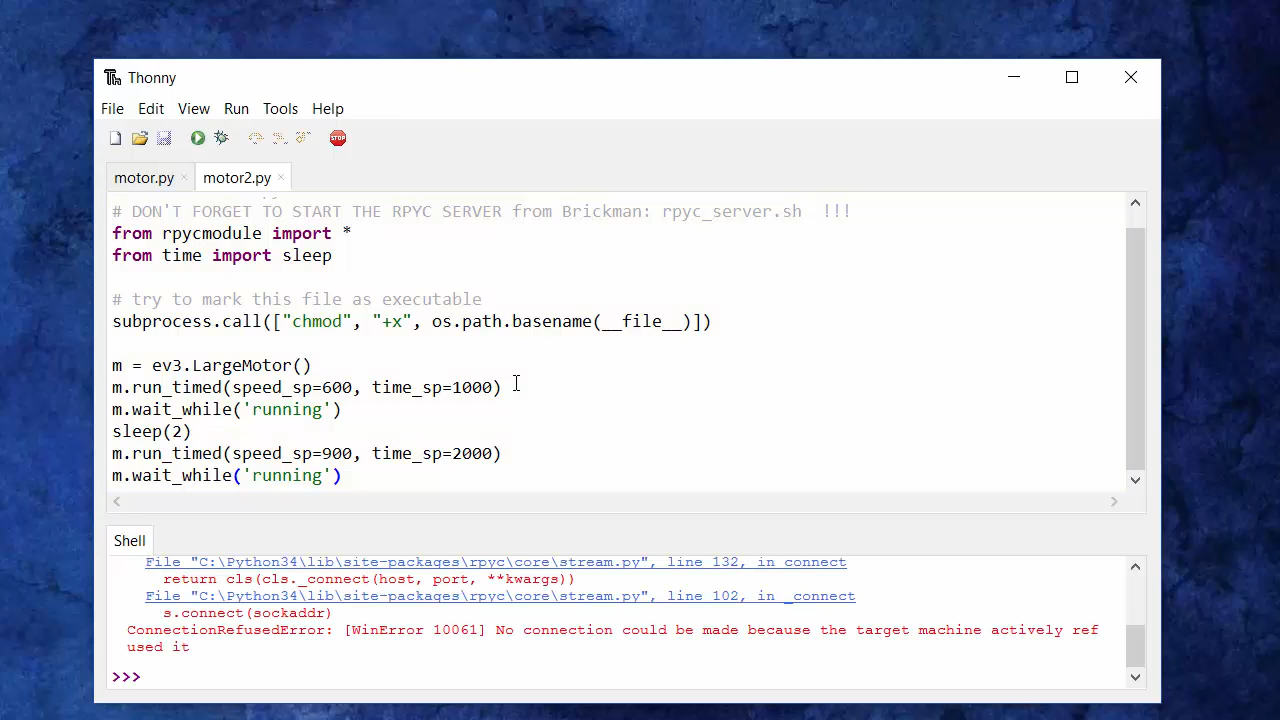 Thonny
File Edit View Run Tools Help
STOP
motor.py × motor2.py ×
# DON'T FORGET TO START THE RPYC SERVER from Brickman: rpyc_server.sh !!!
from rpycmodule import *
from time import sleep
# try to mark this file as executable
subprocess.call(["chmod", "+x", os.path.basename(__file__)])
m = ev3.LargeMotor()
m.run_timed(speed_sp=600, time_sp=1000)
m.wait_while('running')
sleep(2)
m.run_timed(speed_sp=900, time_sp=2000)
m.wait_while('running')
Shell
File "C:\Python34\lib\site-packages\rpyc\core\stream.py", line 132, in connect
return cls(cls._connect(host, port, **kwargs))
File "C:\Python34\lib\site-packages\rpyc\core\stream.py", line 102, in _connect
s.connect(sockaddr)
ConnectionRefusedError: [WinError 10061] No connection could be made because the target machine actively ref
used it
>>>